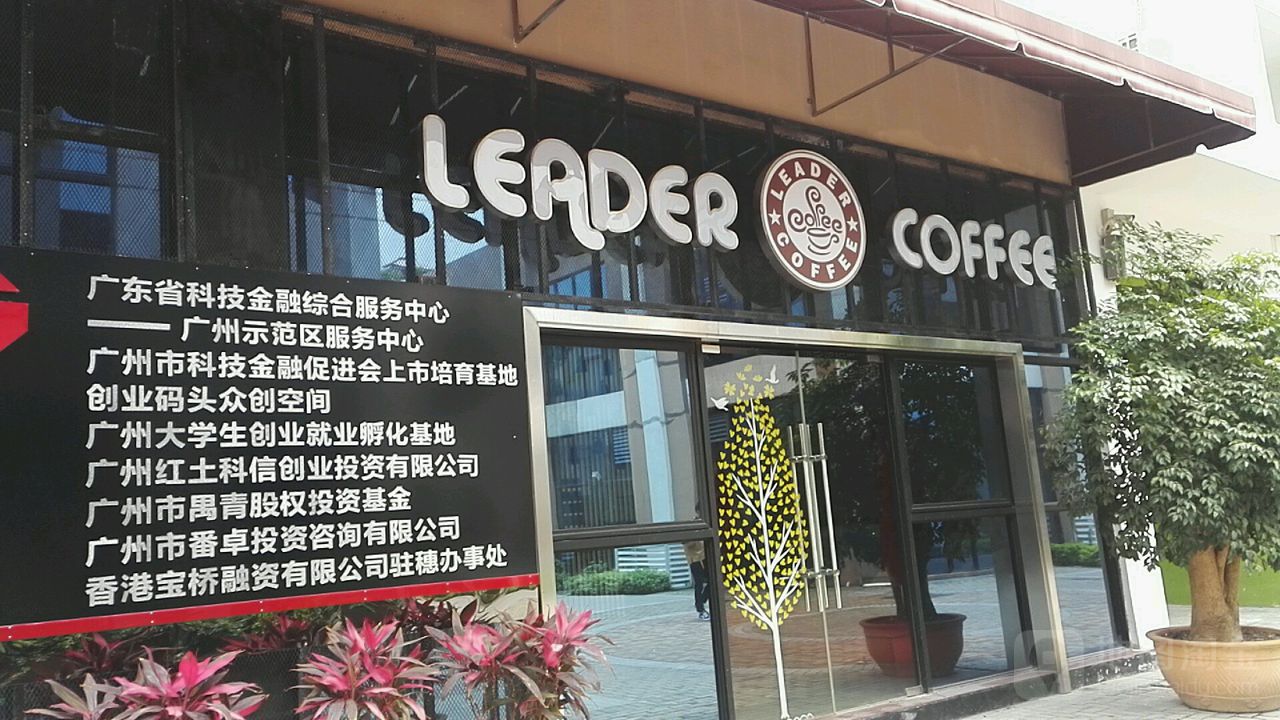 LEADER COFFEE
LEADER
Coffee
COFFEE
广东省科技金融综合服务中心
——广州示范区服务中心
广州市科技金融促进会上市培育基地
创业码头众创空间
广州大学生创业就业孵化基地
广州红土科信创业投资有限公司
广州市禺青股权投资基金
广州市番卓投资咨询有限公司
香港宝桥融资有限公司驻穗办事处